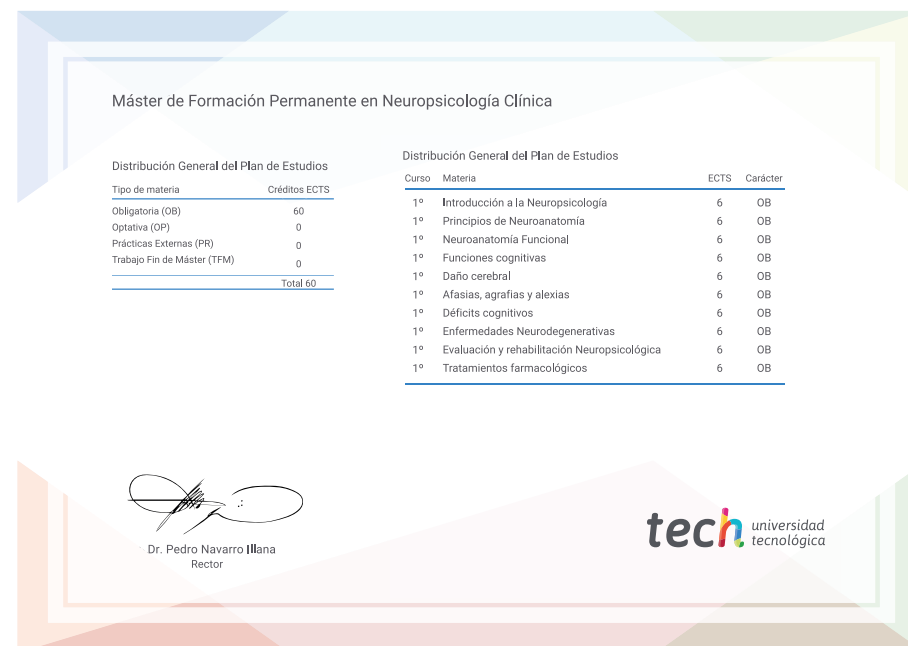 Máster de Formación Permanente en Neuropsicología Clínica
Distribución General del Plan de Estudios
Tipo de materia Créditos ECTS
Obligatoria (OB) 60
Optativa (OP) 0
Prácticas Externas (PR) 0
Trabajo Fin de Máster (TFM) 0
Total 60
Distribución General del Plan de Estudios
Curso Materia ECTS Carácter
1º Introducción a la Neuropsicología 6 OB
1º Principios de Neuroanatomía 6 OB
1º Neuroanatomía Funcional 6 OB
1º Funciones cognitivas 6 OB
1º Daño cerebral 6 OB
1º Afasias, agrafias y alexias 6 OB
1º Déficits cognitivos 6 OB
1º Enfermedades Neurodegenerativas 6 OB
1º Evaluación y rehabilitación Neuropsicológica 6 OB
1º Tratamientos farmacológicos 6 OB
Dr. Pedro Navarro Illana
Rector
tech universidad
tecnológica